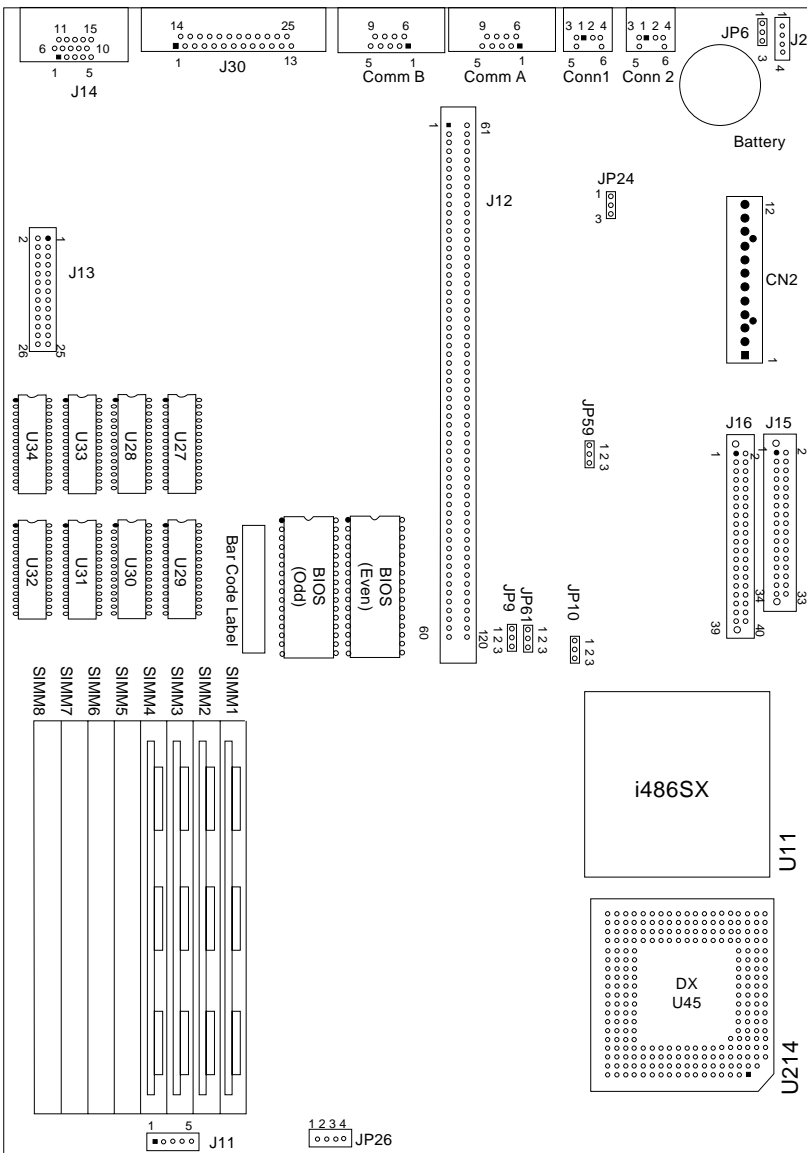 11 15
6 10
1 5
J14
14 25
1 13
J30
9 6
5 1
Comm B
9 6
5 1
Comm A
3 1 2 4
5 6
Conn1
3 1 2 4
5 6
Conn 2
JP6
1
3
J2
1
4
Battery
1 61
J12
60 120
JP24
1
3
12
CN2
1
2 1
J13
26 25
U34
U33
U28
U27
U32
U31
U30
U29
Bar Code Label
BIOS
(Odd)
BIOS
(Even)
JP59
1 2 3
J16
1 2
39 40
J15
1 2
34 33
JP9
1 2 3
JP61
1 2 3
JP10
1 2 3
SIMM8
SIMM7
SIMM6
SIMM5
SIMM4
SIMM3
SIMM2
SIMM1
i486SX
U11
DX
U45
U214
1 5
J11
1 2 3 4
JP26